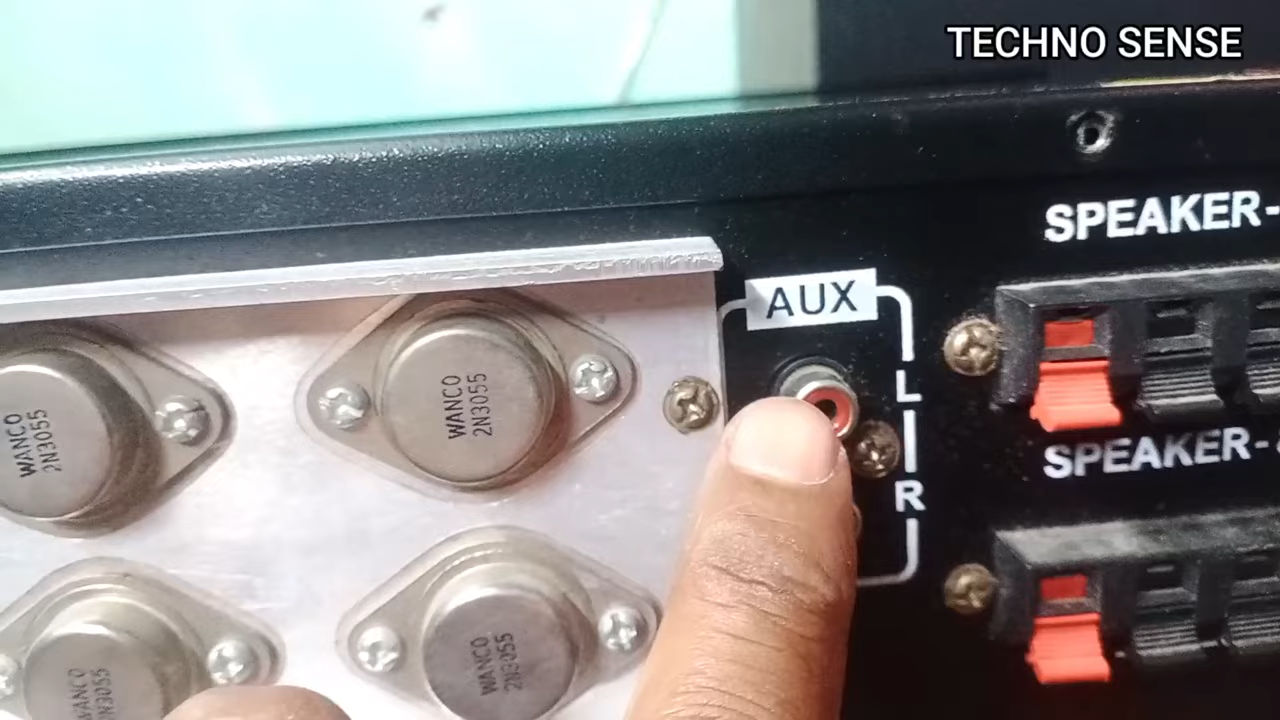 TECHNO SENSE
SPEAKER-
AUX
L
R
SPEAKER-
WANCO
2N3055
WANCO
2N3055
WANCO
2N3055
WANCO
2N3055